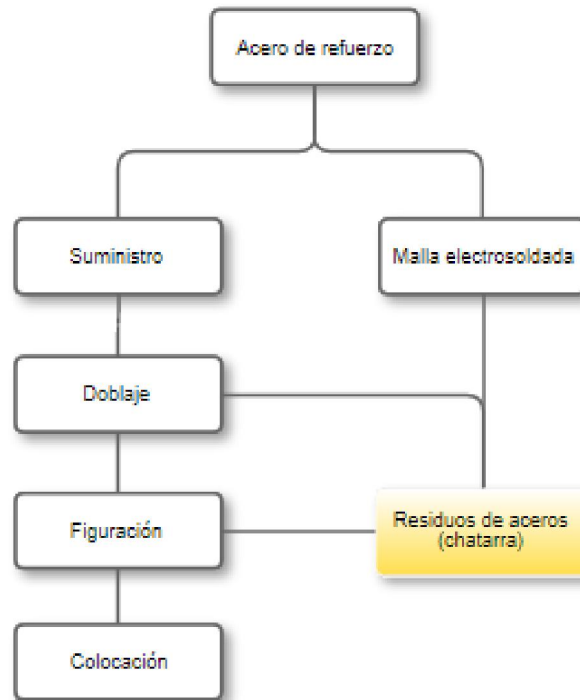 Acero de refuerzo
Suministro
Malla electrosoldada
Doblaje
Figuración
Residuos de aceros
(chatarra)
Colocación